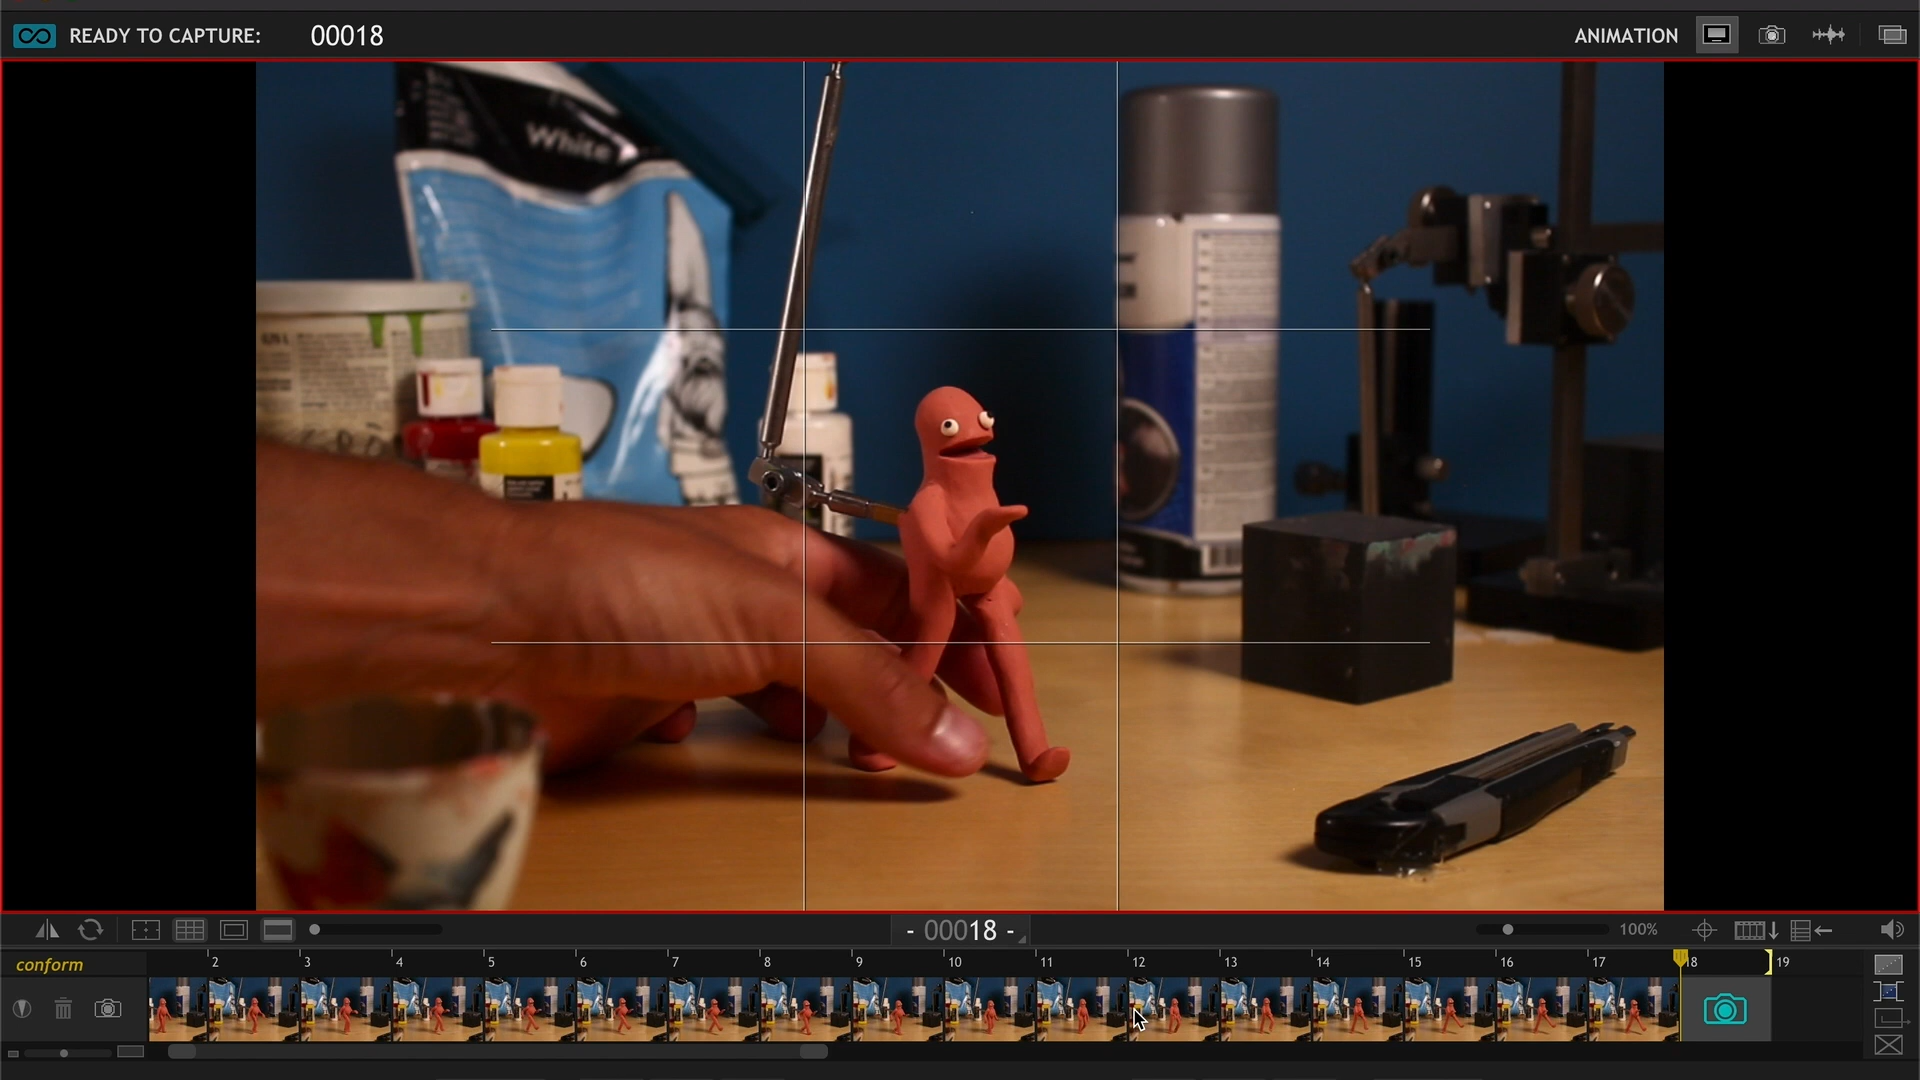 READY TO CAPTURE: 00018
ANIMATION
White
- 00018 -
100%
conform
2 3 4 5 6 7 8 9 10 11 12 13 14 15 16 17 18 19